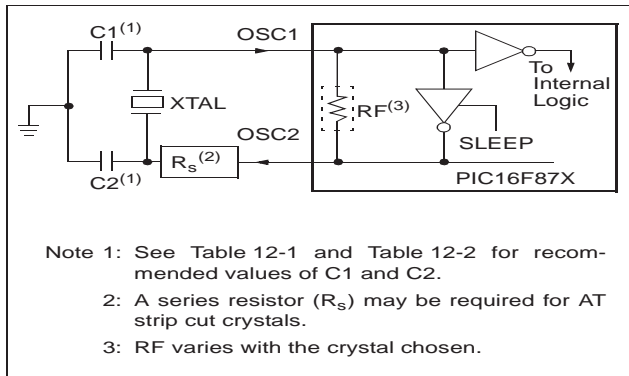 C1(1)
OSC1
To
Internal
Logic
XTAL
RF(3)
OSC2
SLEEP
C2(1)
Rs(2)
PIC16F87X
Note 1: See Table 12-1 and Table 12-2 for recom-
mended values of C1 and C2.
2: A series resistor (Rs) may be required for AT
strip cut crystals.
3: RF varies with the crystal chosen.